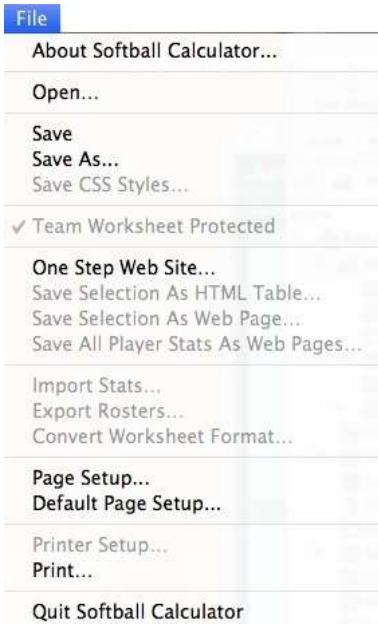 File
About Softball Calculator...
Open...
Save
Save As...
Save CSS Styles...
✓ Team Worksheet Protected
One Step Web Site...
Save Selection As HTML Table...
Save Selection As Web Page...
Save All Player Stats As Web Pages...
Import Stats...
Export Rosters...
Convert Worksheet Format...
Page Setup...
Default Page Setup...
Printer Setup...
Print...
Quit Softball Calculator